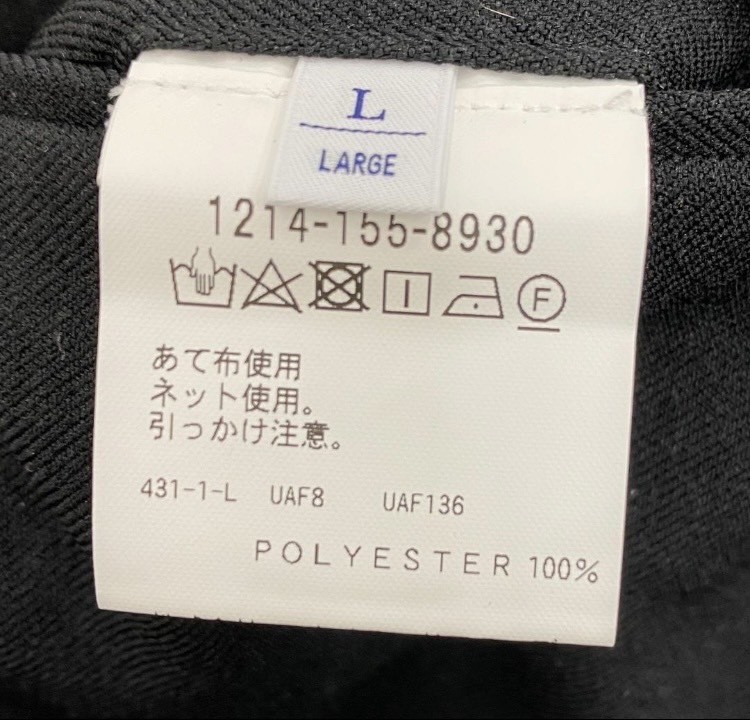 L
LARGE
1214-155-8930
F
あて布使用
ネット使用。
引っかけ注意。
431-1-L UAF8 UAF136
POLYESTER 100%